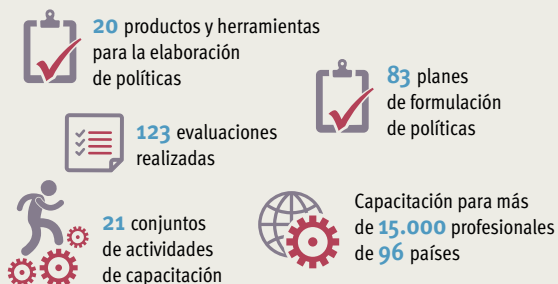 20 productos y herramientas
para la elaboración
de políticas
83 planes
de formulación
de políticas
123 evaluaciones
realizadas
21 conjuntos
de actividades
de capacitación
Capacitación para más
de 15.000 profesionales
de 96 países